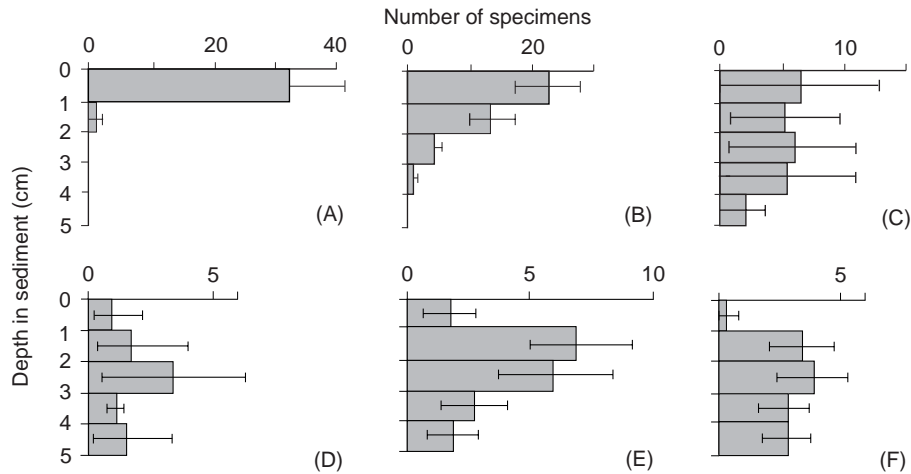 Number of specimens
0 20 40
0 20
0 10
0
1
2
3
4
5
(A)
(B)
(C)
Depth in sediment (cm)
0 5
0 5 10
5
0
1
2
3
4
5
(D)
(E)
(F)